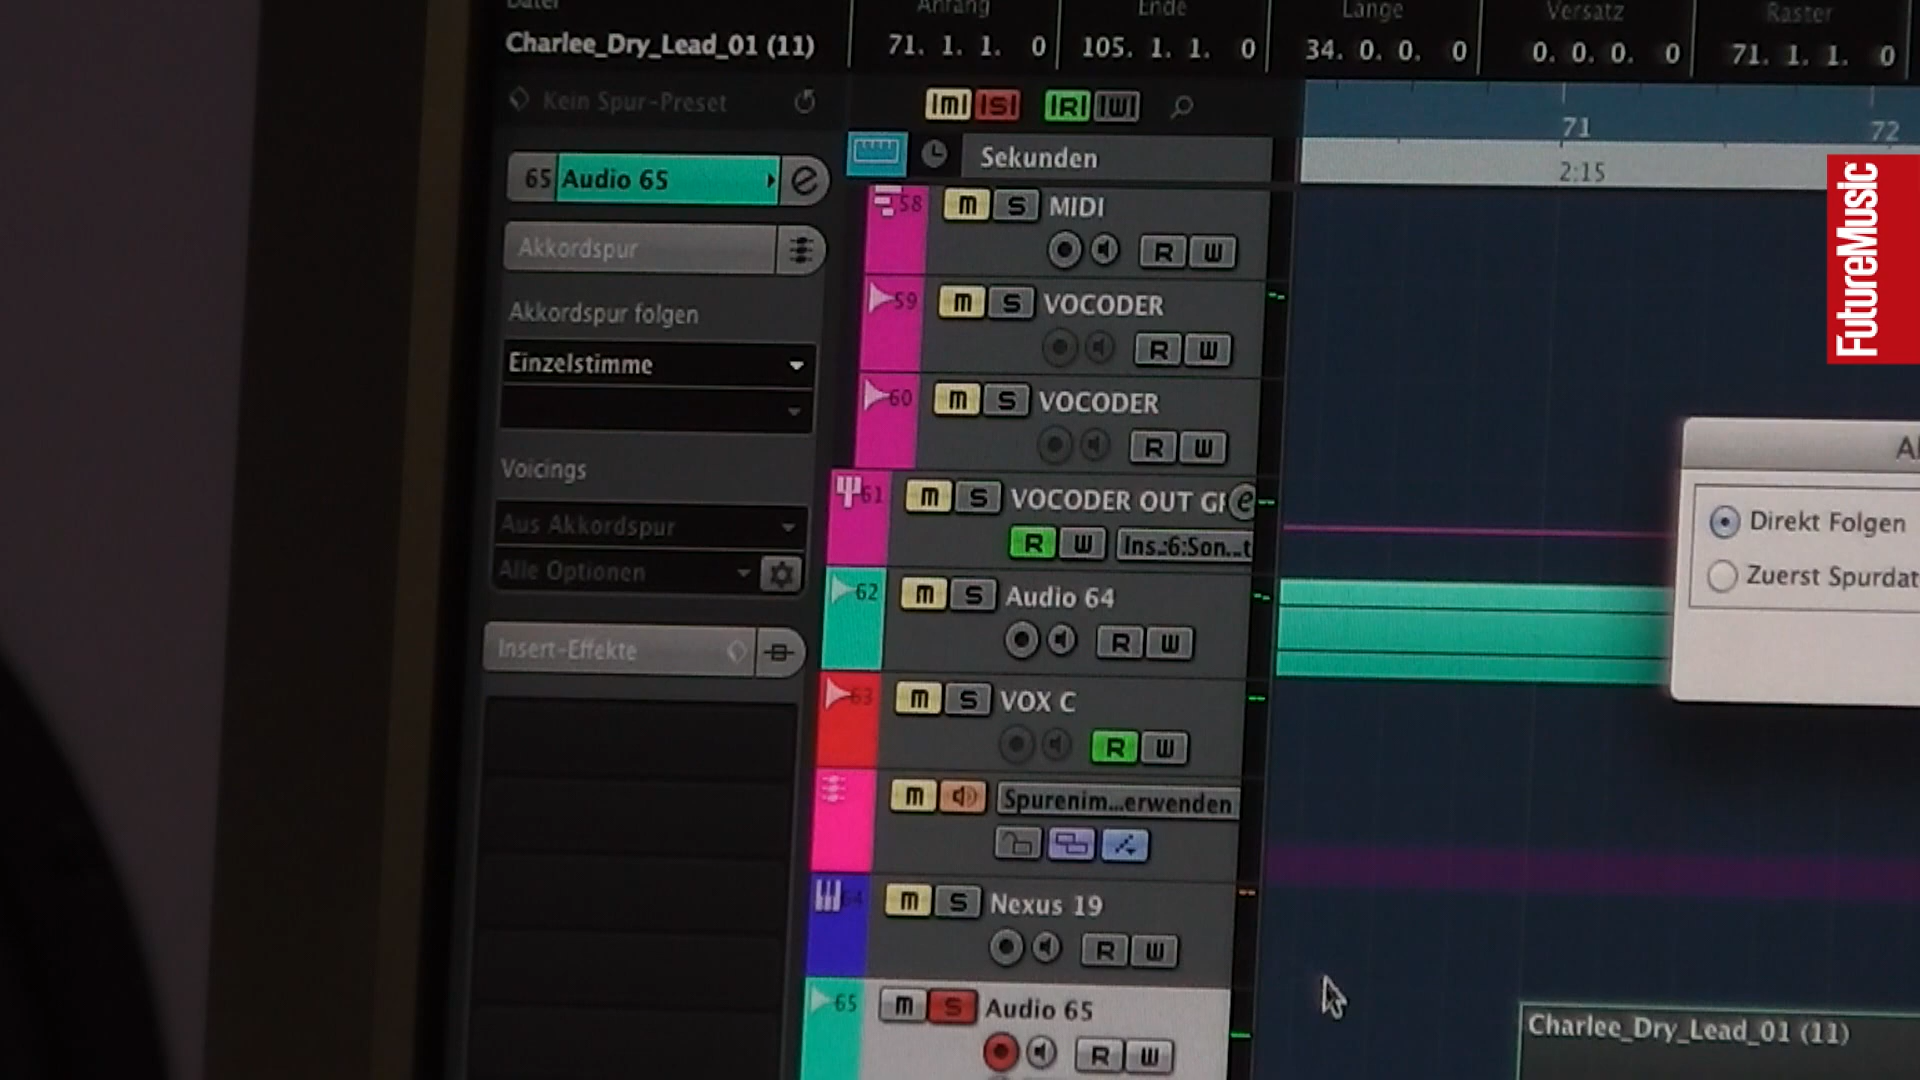 Datei
Anfang
Ende
Länge
Versatz
Raster
Charlee_Dry_Lead_01 (11)
71. 1. 1. 0
105. 1. 1. 0
34. 0. 0. 0
0. 0. 0. 0
71. 1. 1. 0
Kein Spur-Preset
m S R W
71
72
Sekunden
2:15
FutureMusic
65 Audio 65 e
Akkordspur
Akkordspur folgen
Einzelstimme
Voicings
Aus Akkordspur
Alle Optionen
Insert-Effekte
58 m S MIDI
R W
59 m S VOCODER
R W
60 m S VOCODER
R W
61 m S VOCODER OUT GR e
R W Ins.:6:Son...t
62 m S Audio 64
R W
63 m S VOX C
R W
m Spurenim...erwenden
64 m S Nexus 19
R W
65 m S Audio 65
R W
Direkt Folgen
Zuerst Spurdat
Charlee_Dry_Lead_01 (11)